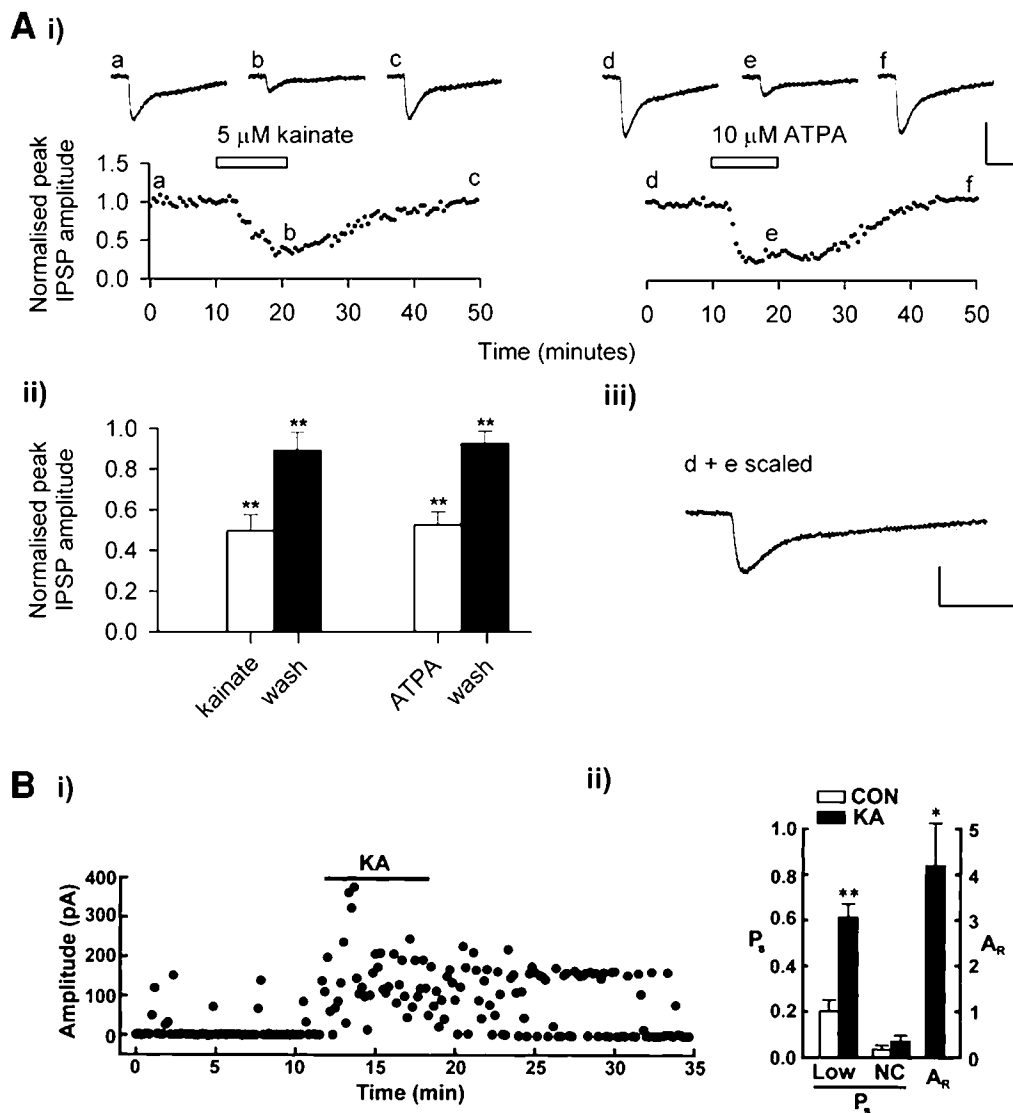 A i)
a b c d e f
5 μM kainate
10 μM ATPA
Normalised peak
IPSP amplitude
1.5
1.0
0.5
0.0
a
b
c
d
e
f
0 10 20 30 40 50
0 10 20 30 40 50
Time (minutes)
ii)
Normalised peak
IPSP amplitude
1.0
0.8
0.6
0.4
0.2
0.0
**
**
**
**
kainate
wash
ATPA
wash
iii)
d + e scaled
B i)
KA
Amplitude (pA)
400
300
200
100
0
0 5 10 15 20 25 30 35
Time (min)
ii)
CON
KA
Ps
1.0
0.8
0.6
0.4
0.2
0.0
**
*
5
4
3
2
1
0
AR
Low NC AR
Ps